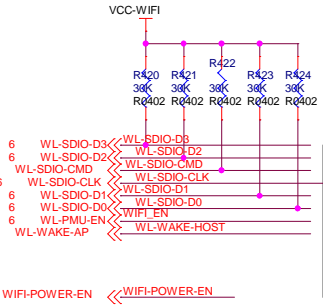 VCC-WIFI
R420 R421 R422 R423 R424
30K 30K 30K 30K 30K
R0402 R0402 R0402 R0402 R0402
6 WL-SDIO-D3 WL-SDIO-D3
6 WL-SDIO-D2 WL-SDIO-D2
WL-SDIO-CMD WL-SDIO-CMD
6 WL-SDIO-CLK WL-SDIO-CLK
6 WL-SDIO-D1 WL-SDIO-D1
6 WL-SDIO-D0 WL-SDIO-D0
6 WL-PMU-EN WIFI_EN
WL-WAKE-AP WL-WAKE-HOST
WIFI-POWER-EN WIFI-POWER-EN